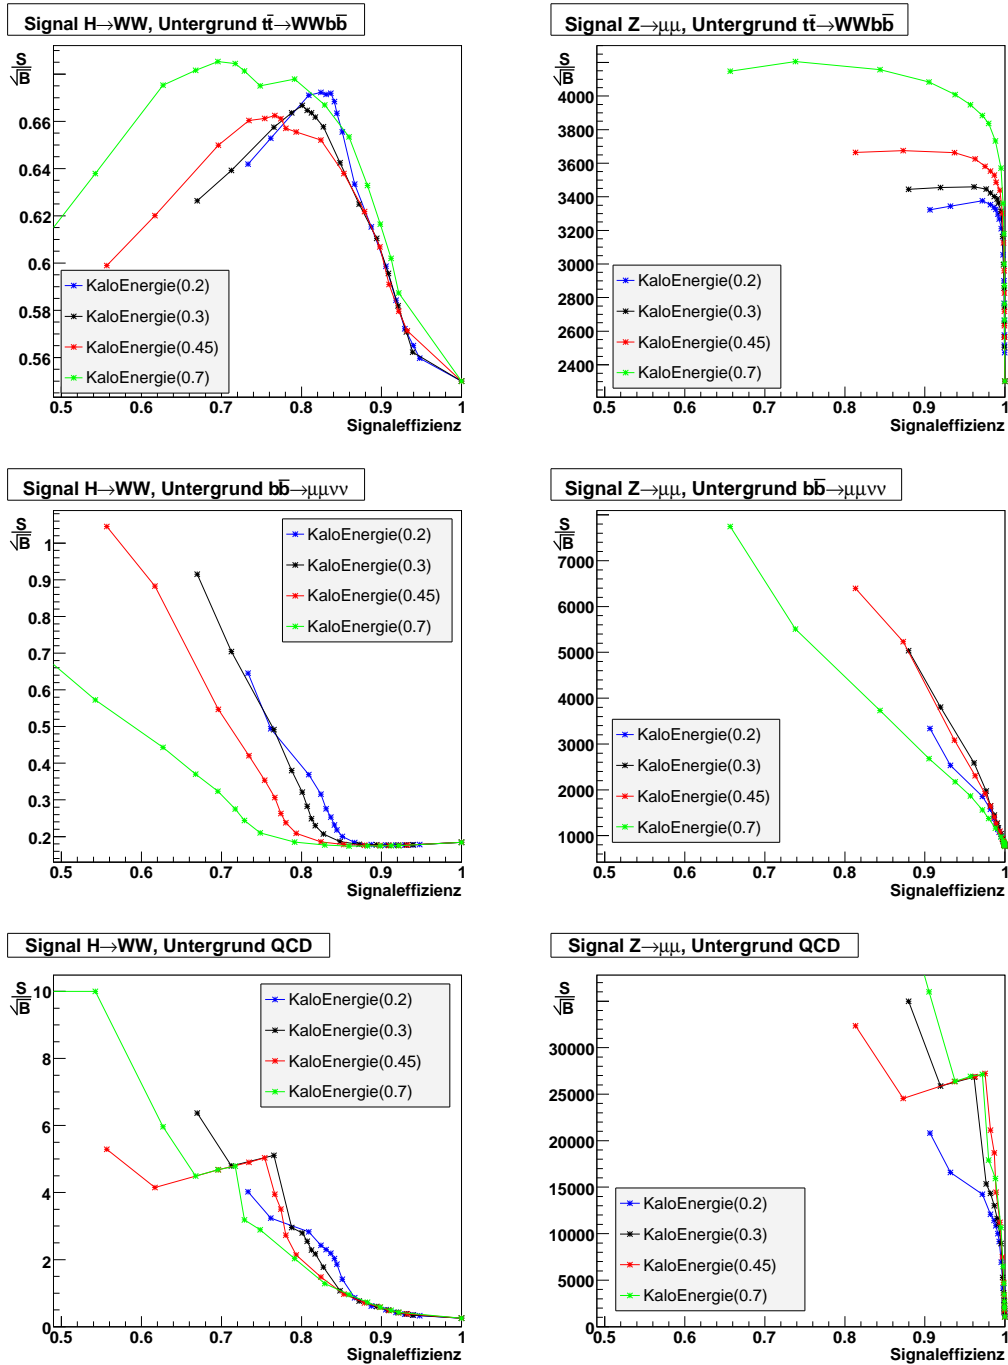 Signal H→WW, Untergrund tt̄→WWbb̄
S
√B
0.66
0.64
0.62
0.6
0.58
0.56
KaloEnergie(0.2)
KaloEnergie(0.3)
KaloEnergie(0.45)
KaloEnergie(0.7)
0.5 0.6 0.7 0.8 0.9 1
Signaleffizienz
Signal Z→μμ, Untergrund tt̄→WWbb̄
S
√B
4000
3800
3600
3400
3200
3000
2800
2600
2400
KaloEnergie(0.2)
KaloEnergie(0.3)
KaloEnergie(0.45)
KaloEnergie(0.7)
0.5 0.6 0.7 0.8 0.9 1
Signaleffizienz
Signal H→WW, Untergrund bb̄→μμνν
S
√B
1
0.9
0.8
0.7
0.6
0.5
0.4
0.3
0.2
KaloEnergie(0.2)
KaloEnergie(0.3)
KaloEnergie(0.45)
KaloEnergie(0.7)
0.5 0.6 0.7 0.8 0.9 1
Signaleffizienz
Signal Z→μμ, Untergrund bb̄→μμνν
S
√B
7000
6000
5000
4000
3000
2000
1000
KaloEnergie(0.2)
KaloEnergie(0.3)
KaloEnergie(0.45)
KaloEnergie(0.7)
0.5 0.6 0.7 0.8 0.9 1
Signaleffizienz
Signal H→WW, Untergrund QCD
S
√B
10
8
6
4
2
0
KaloEnergie(0.2)
KaloEnergie(0.3)
KaloEnergie(0.45)
KaloEnergie(0.7)
0.5 0.6 0.7 0.8 0.9 1
Signaleffizienz
Signal Z→μμ, Untergrund QCD
S
√B
30000
25000
20000
15000
10000
5000
0
KaloEnergie(0.2)
KaloEnergie(0.3)
KaloEnergie(0.45)
KaloEnergie(0.7)
0.5 0.6 0.7 0.8 0.9 1
Signaleffizienz